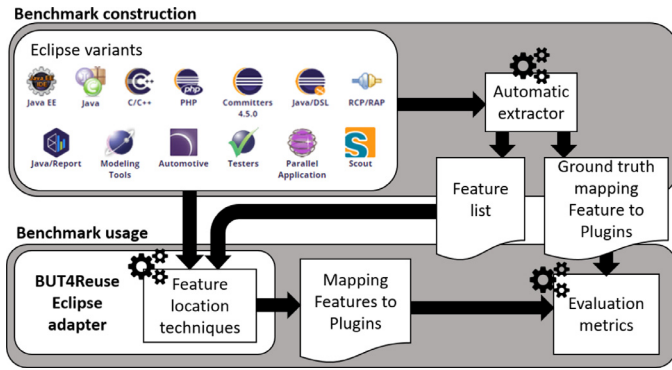 Benchmark construction
Eclipse variants
Java EE
Java
C/C++
PHP
Committers
4.5.0
Java/DSL
RCP/RAP
Java/Report
Modeling
Tools
Automotive
Testers
Parallel
Application
Scout
Automatic
extractor
Feature
list
Ground truth
mapping
Feature to
Plugins
Benchmark usage
BUT4Reuse
Eclipse
adapter
Feature
location
techniques
Mapping
Features to
Plugins
Evaluation
metrics